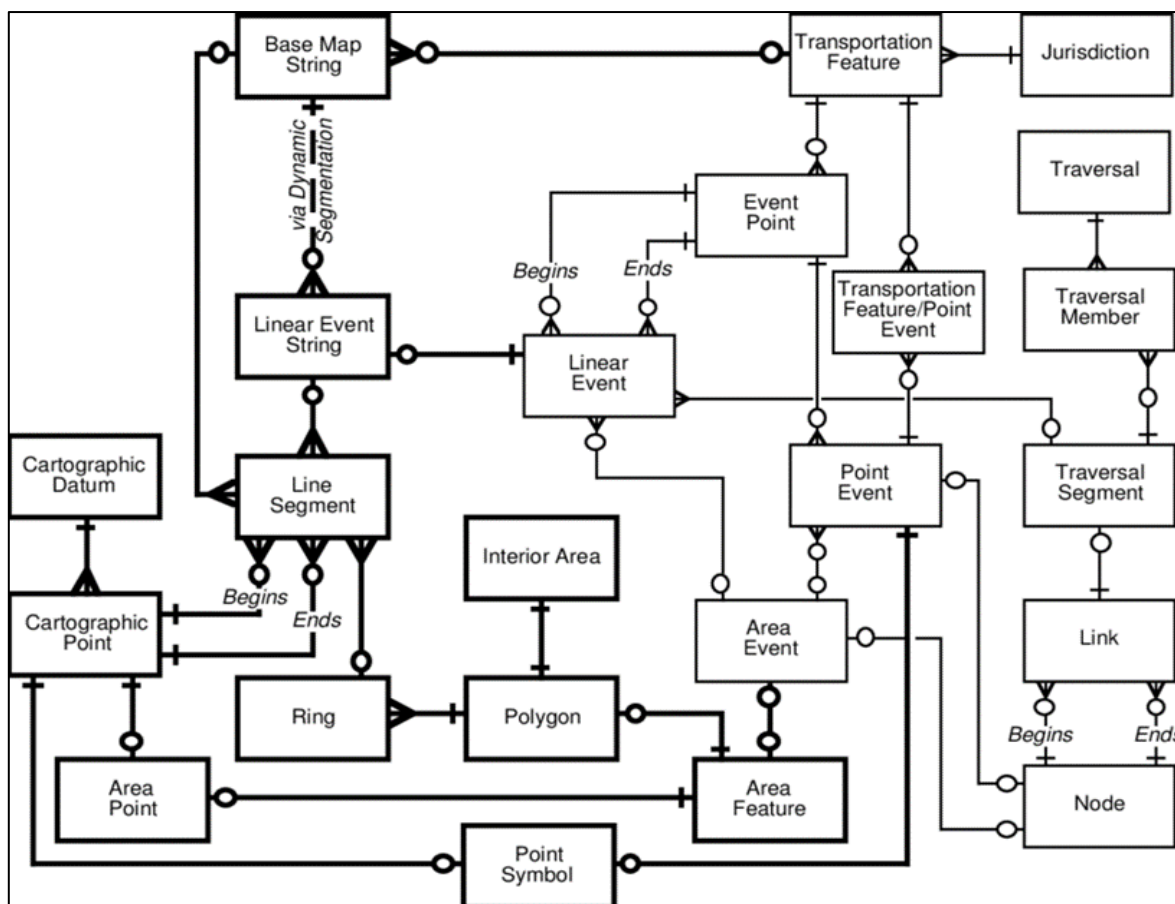 Base Map
String
Transportation
Feature
Jurisdiction
via Dynamic
Segmentation
Traversal
Event
Point
Begins
Ends
Transportation
Feature/Point
Event
Traversal
Member
Linear Event
String
Linear
Event
Cartographic
Datum
Line
Segment
Point
Event
Traversal
Segment
Interior Area
Begins
Ends
Cartographic
Point
Area
Event
Link
Ring
Polygon
Begins
Ends
Area
Point
Area
Feature
Node
Point
Symbol